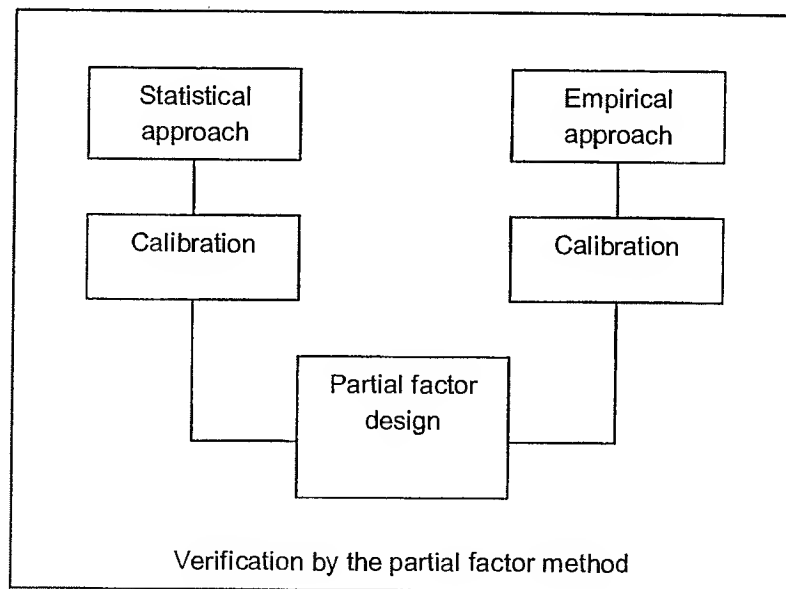 Statistical
approach
Empirical
approach
Calibration
Calibration
Partial factor
design
Verification by the partial factor method